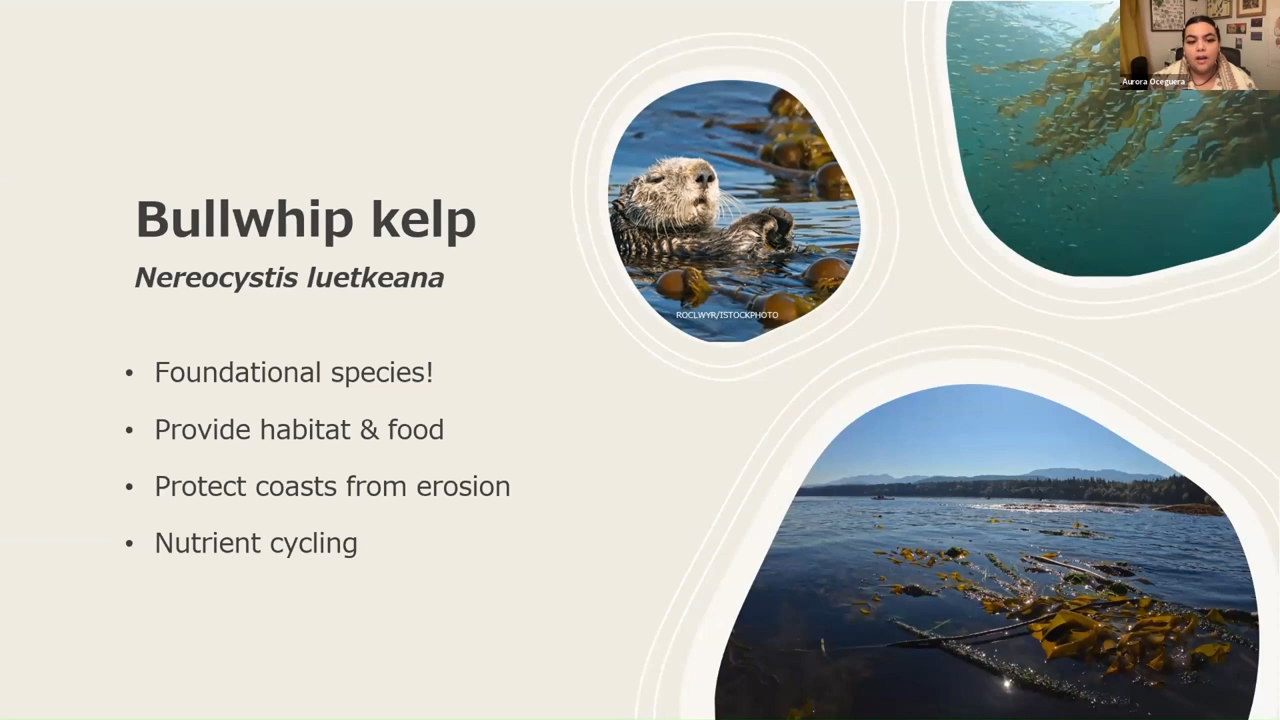 Aurora Oceguera
Bullwhip kelp
Nereocystis luetkeana
ROCLWYR/ISTOCKPHOTO
• Foundational species!
• Provide habitat & food
• Protect coasts from erosion
• Nutrient cycling